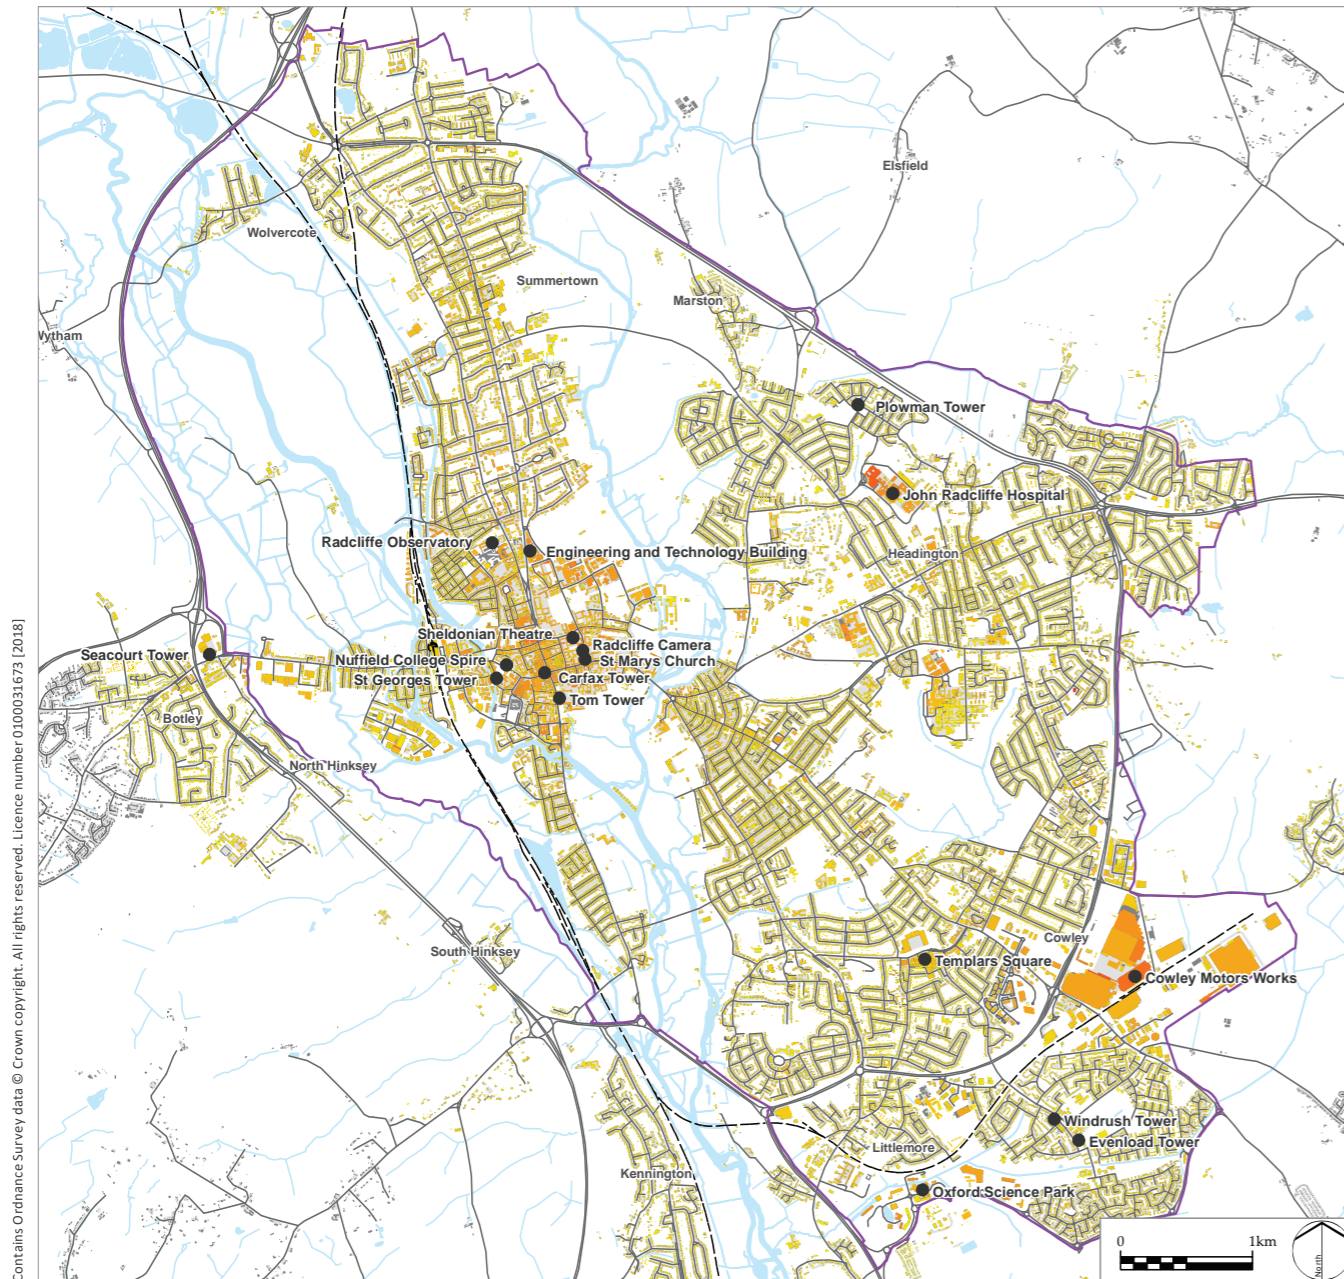 Elsfield
Wolvercote
Summertown
Marston
Wytham
Plowman Tower
John Radcliffe Hospital
Radcliffe Observatory
Engineering and Technology Building
Headington
Sheldonian Theatre
Radcliffe Camera
Seacourt Tower
Nuffield College Spire
St Marys Church
St Georges Tower
Carfax Tower
Tom Tower
Botley
North Hinksey
Cowley
South Hinksey
Templars Square
Cowley Motors Works
Windrush Tower
Evenload Tower
Littlemore
Kennington
Oxford Science Park
0 1km
North
Contains Ordnance Survey data © Crown copyright. All rights reserved. Licence number 0100031673 [2018]